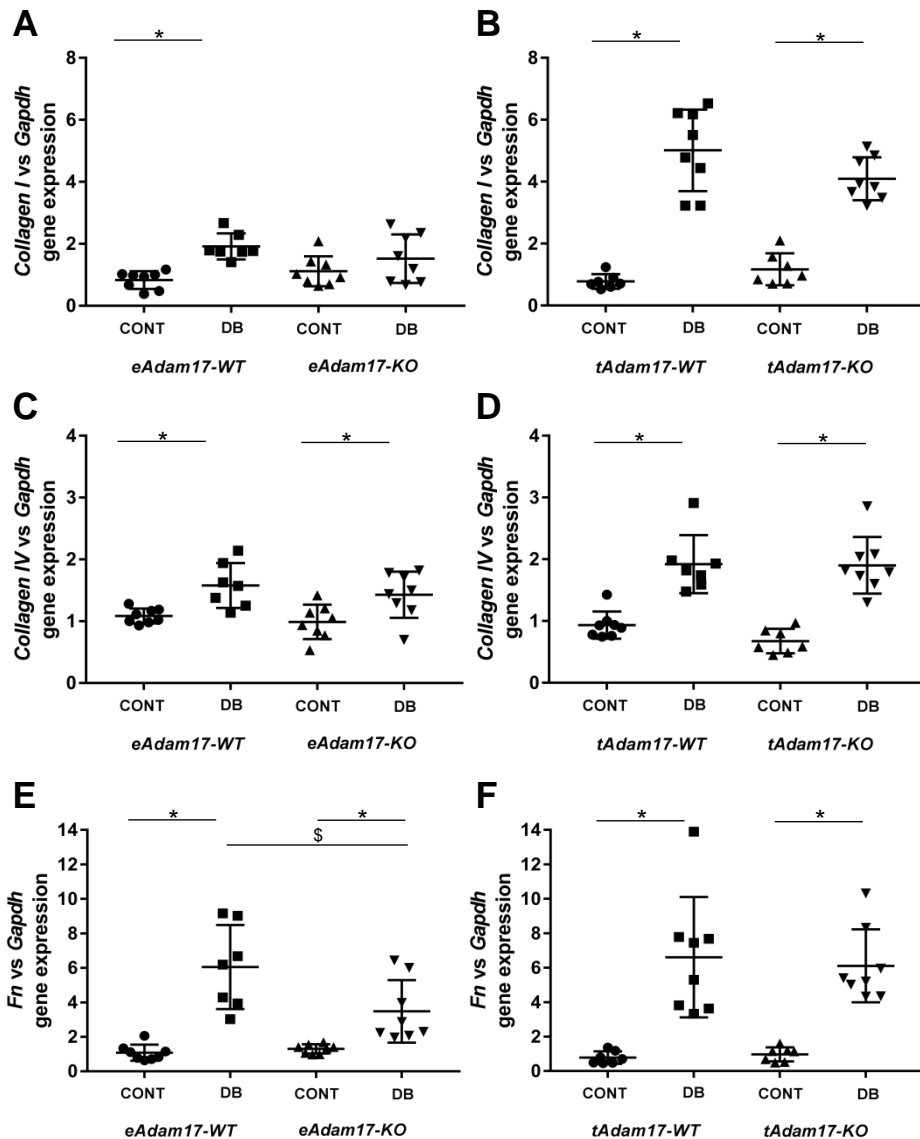 A
*
Collagen I vs Gapdh
gene expression
8
6
4
2
0
CONT
DB
CONT
DB
eAdam17-WT
eAdam17-KO
B
*
*
Collagen I vs Gapdh
gene expression
8
6
4
2
0
CONT
DB
CONT
DB
tAdam17-WT
tAdam17-KO
C
*
*
Collagen IV vs Gapdh
gene expression
4
3
2
1
0
CONT
DB
CONT
DB
eAdam17-WT
eAdam17-KO
D
*
*
Collagen IV vs Gapdh
gene expression
4
3
2
1
0
CONT
DB
CONT
DB
tAdam17-WT
tAdam17-KO
E
*
*
$
Fn vs Gapdh
gene expression
14
12
10
8
6
4
2
0
CONT
DB
CONT
DB
eAdam17-WT
eAdam17-KO
F
*
*
Fn vs Gapdh
gene expression
14
12
10
8
6
4
2
0
CONT
DB
CONT
DB
tAdam17-WT
tAdam17-KO